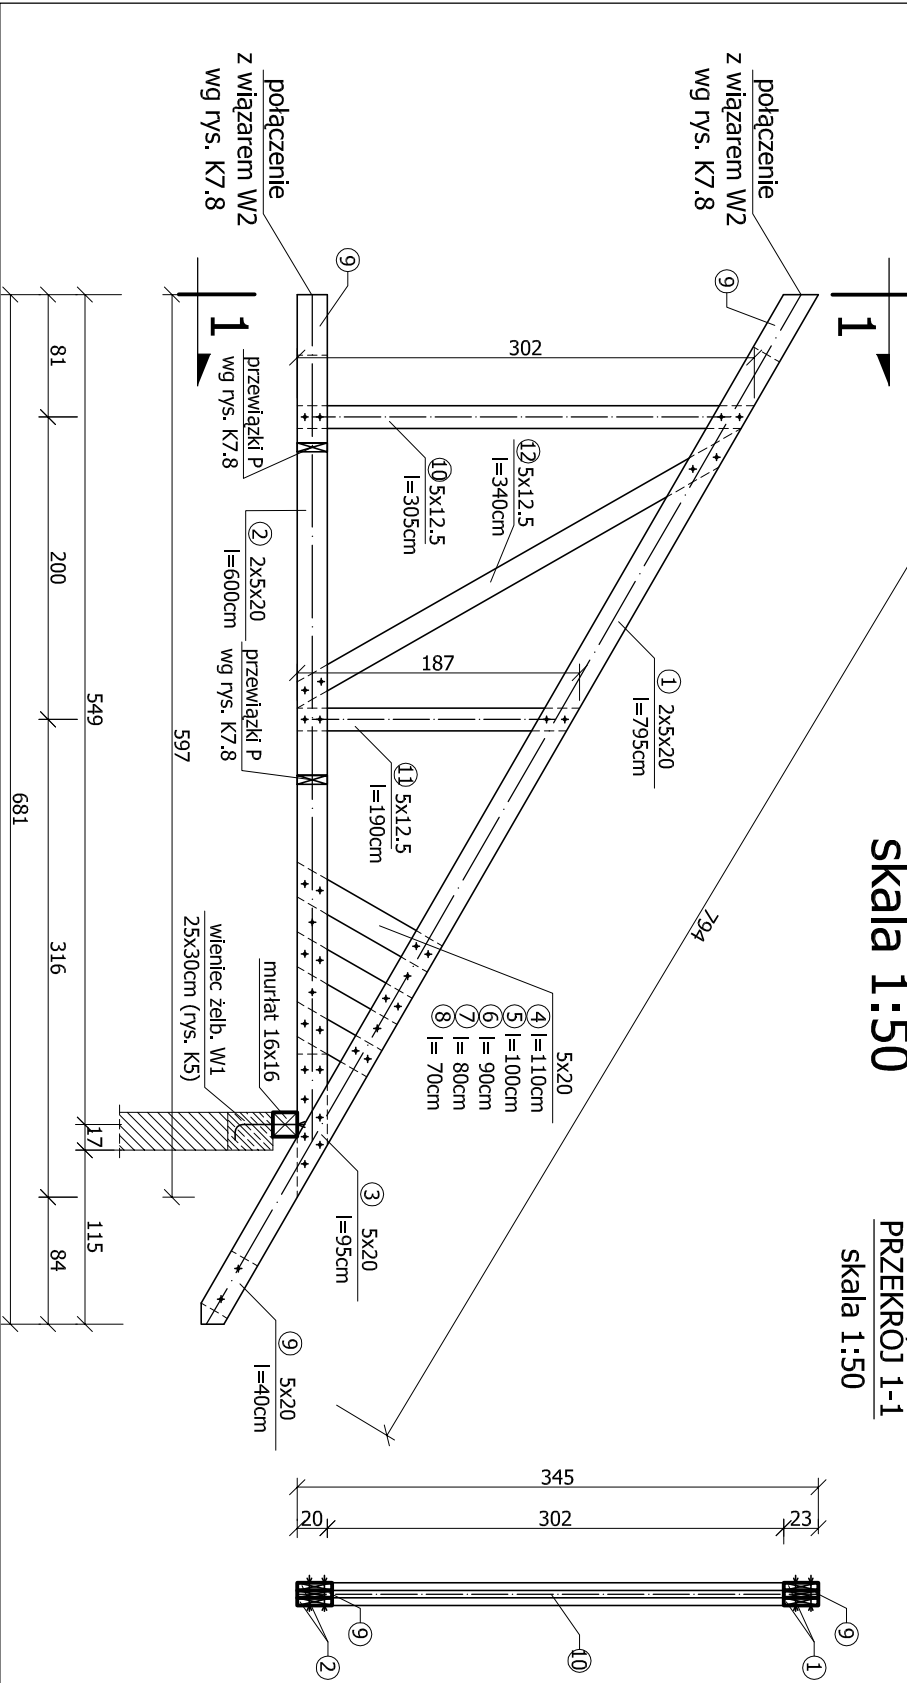 skala 1:50
PRZEKRÓJ 1-1
skala 1:50
połączenie
z wiązarem W2
wg rys. K7.8
połączenie
z wiązarem W2
wg rys. K7.8
1
1
9
9
302
187
794
1 2x5x20
l=795cm
12 5x12.5
l=340cm
10 5x12.5
l=305cm
11 5x12.5
l=190cm
przewiązki P
wg rys. K7.8
2 2x5x20
l=600cm
przewiązki P
wg rys. K7.8
5x20
4 l=110cm
5 l=100cm
6 l= 90cm
7 l= 80cm
8 l= 70cm
murłat 16x16
wieniec żelb. W1
25x30cm (rys. K5)
3 5x20
l=95cm
9 5x20
l=40cm
597
549
17
115
81
200
316
84
681
345
20
302
23
9
1
10
9
2